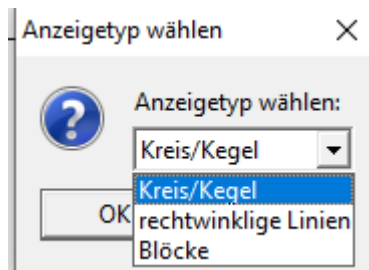 Anzeigetyp wählen
Anzeigetyp wählen:
Kreis/Kegel
Kreis/Kegel
OK
rechtwinklige Linien
Blöcke